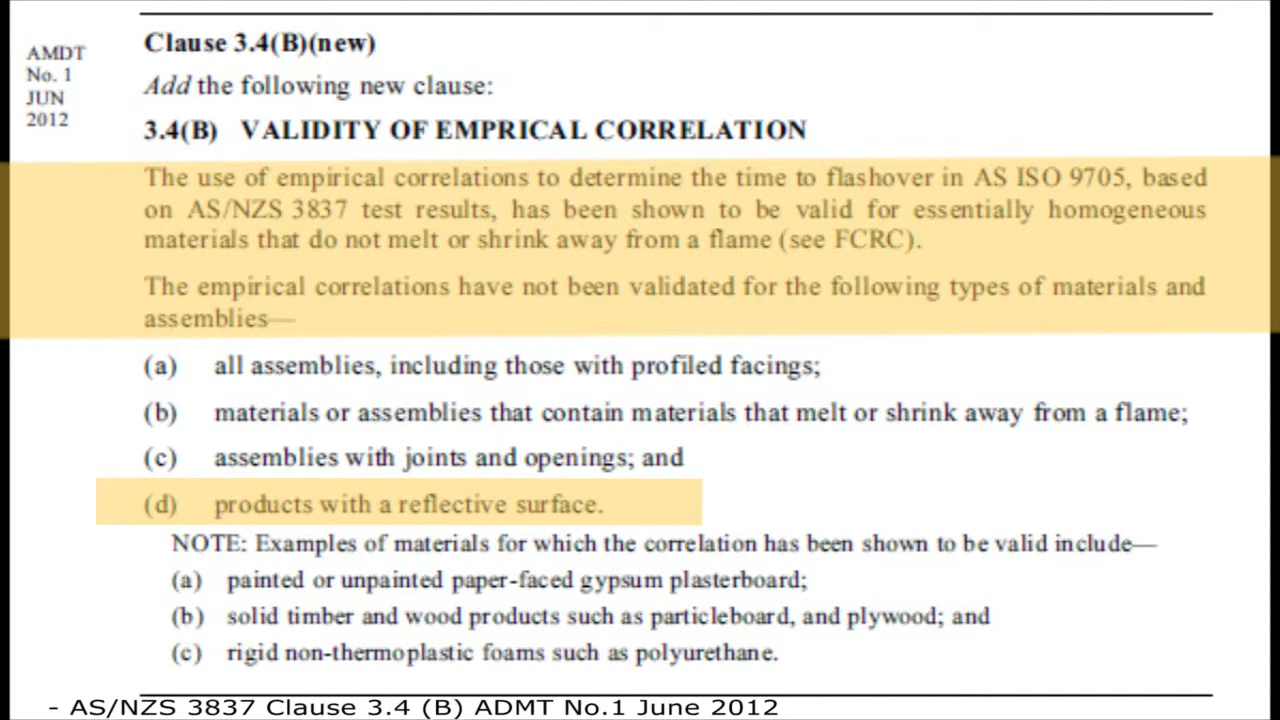 AMDT
No. 1
JUN
2012
Clause 3.4(B)(new)
Add the following new clause:
3.4(B) VALIDITY OF EMPRICAL CORRELATION
The use of empirical correlations to determine the time to flashover in AS ISO 9705, based
on AS/NZS 3837 test results, has been shown to be valid for essentially homogeneous
materials that do not melt or shrink away from a flame (see FCRC).
The empirical correlations have not been validated for the following types of materials and
assemblies—
(a) all assemblies, including those with profiled facings;
(b) materials or assemblies that contain materials that melt or shrink away from a flame;
(c) assemblies with joints and openings; and
(d) products with a reflective surface.
NOTE: Examples of materials for which the correlation has been shown to be valid include—
(a) painted or unpainted paper-faced gypsum plasterboard;
(b) solid timber and wood products such as particleboard, and plywood; and
(c) rigid non-thermoplastic foams such as polyurethane.
- AS/NZS 3837 Clause 3.4 (B) ADMT No.1 June 2012